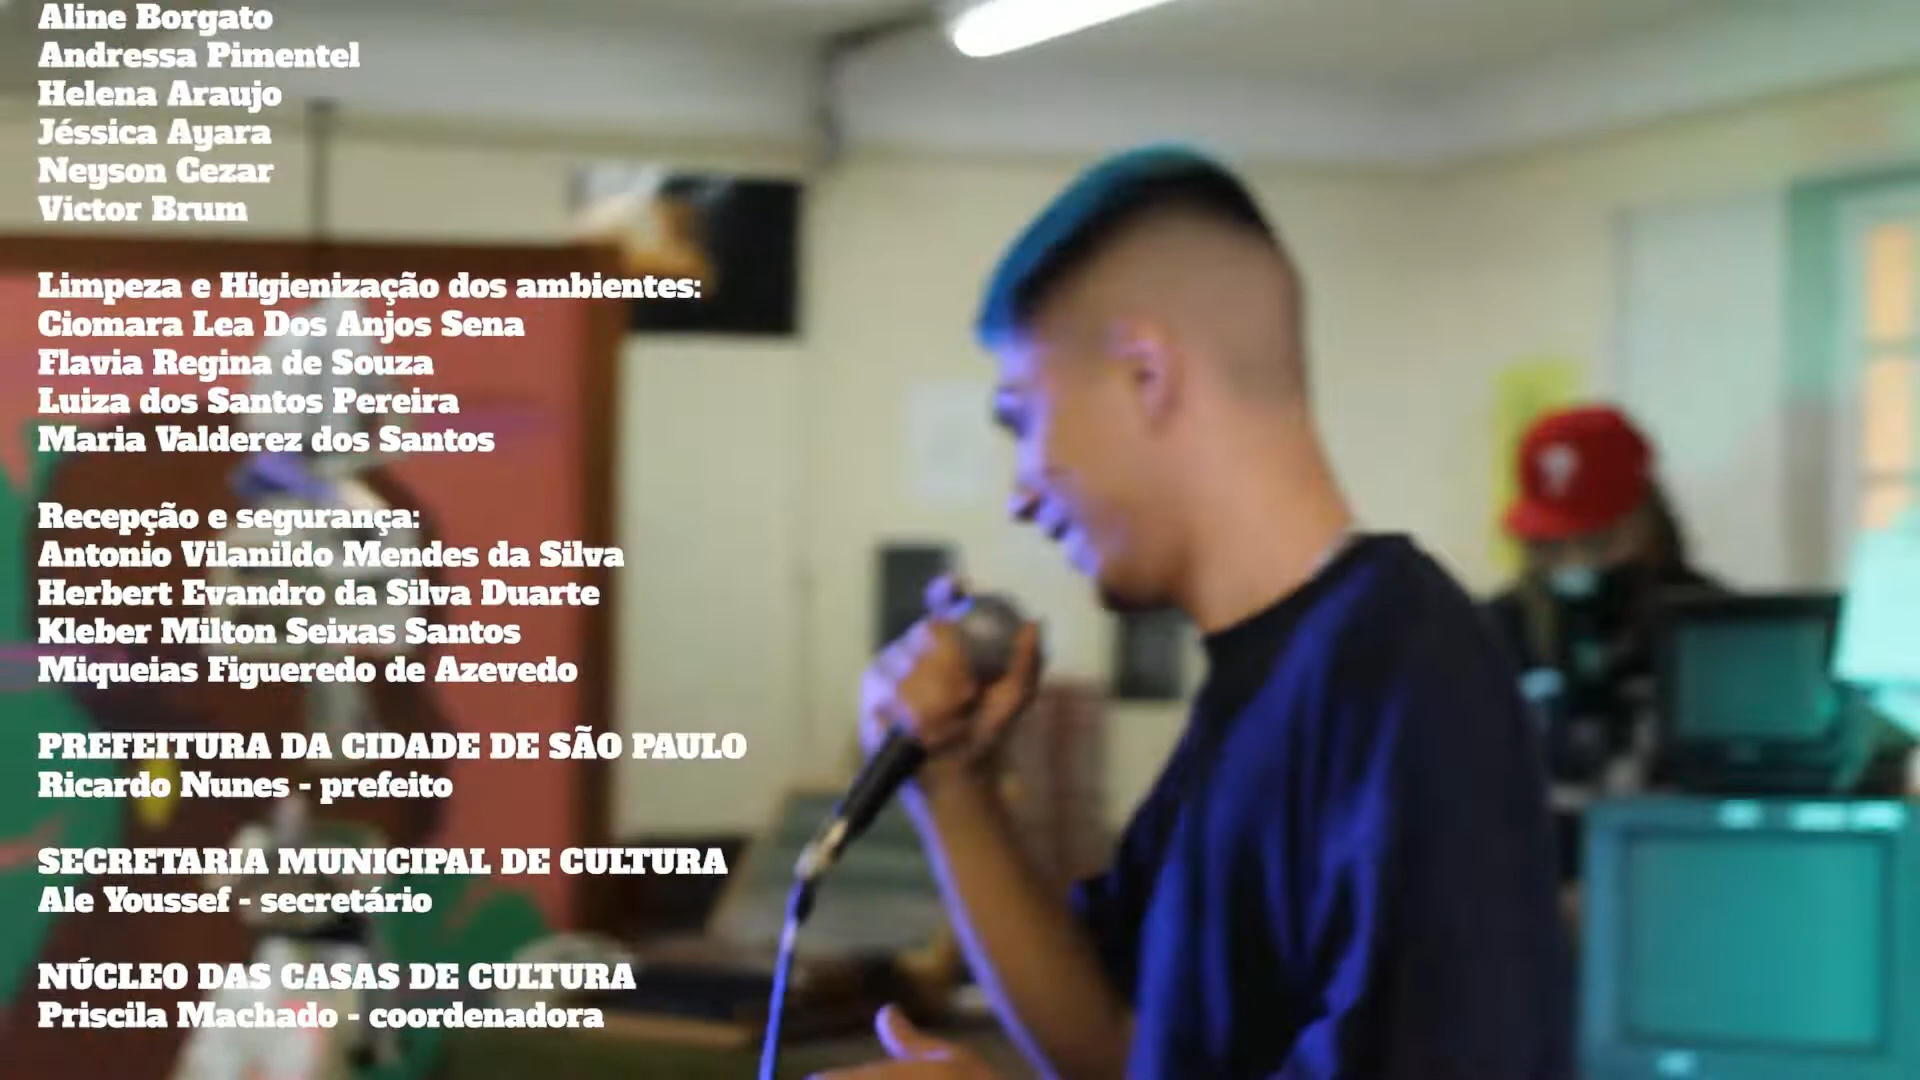 Aline Borgato
Andressa Pimentel
Helena Araujo
Jéssica Ayara
Neyson Cezar
Victor Brum
Limpeza e Higienização dos ambientes:
Ciomara Lea Dos Anjos Sena
Flavia Regina de Souza
Luiza dos Santos Pereira
Maria Valderez dos Santos
Recepção e segurança:
Antonio Vilanildo Mendes da Silva
Herbert Evandro da Silva Duarte
Kleber Milton Seixas Santos
Miqueias Figueredo de Azevedo
PREFEITURA DA CIDADE DE SÃO PAULO
Ricardo Nunes - prefeito
SECRETARIA MUNICIPAL DE CULTURA
Ale Youssef - secretário
NÚCLEO DAS CASAS DE CULTURA
Priscila Machado - coordenadora